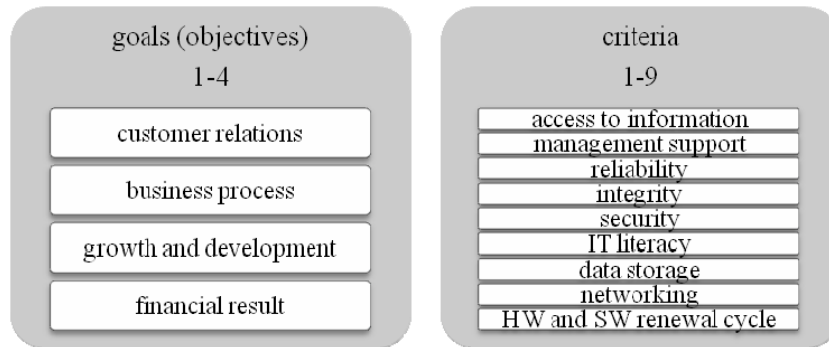 goals (objectives)
1-4
customer relations
business process
growth and development
financial result
criteria
1-9
access to information
management support
reliability
integrity
security
IT literacy
data storage
networking
HW and SW renewal cycle